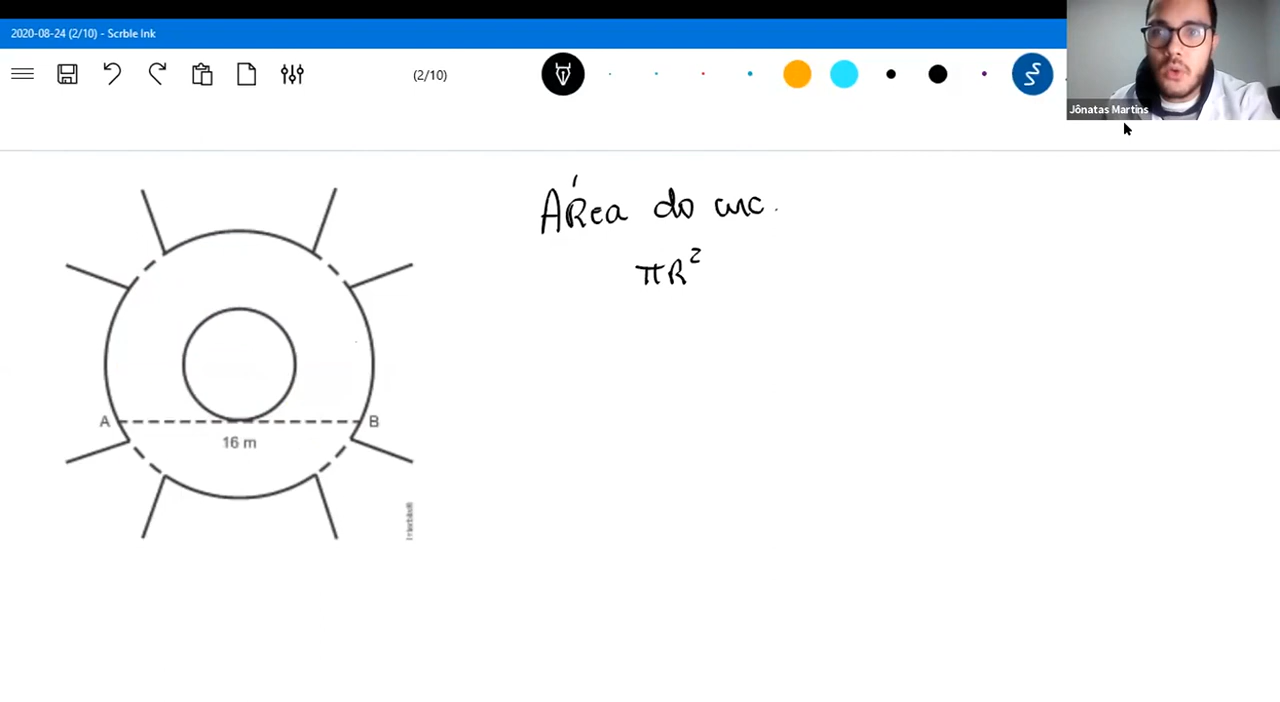 2020-08-24 (2/10) - Scrble Ink
(2/10)
Jônatas Martins
Área do circ.
πR²
A
B
16 m